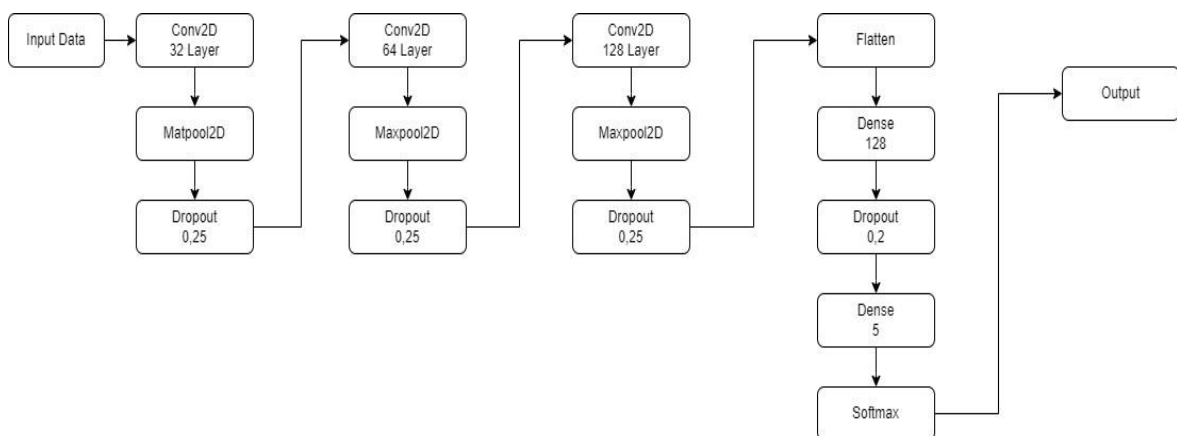 Input Data
Conv2D
32 Layer
Matpool2D
Dropout
0,25
Conv2D
64 Layer
Maxpool2D
Dropout
0,25
Conv2D
128 Layer
Maxpool2D
Dropout
0,25
Flatten
Dense
128
Dropout
0,2
Dense
5
Softmax
Output